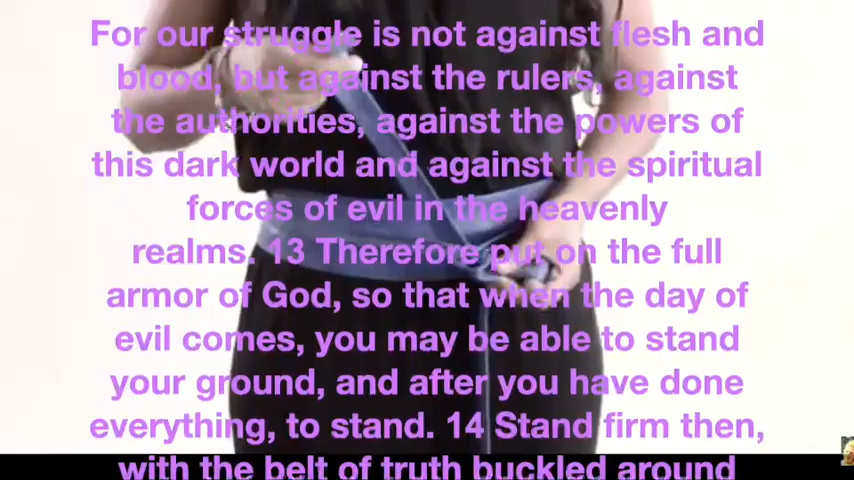 For our struggle is not against flesh and
blood, but against the rulers, against
the authorities, against the powers of
this dark world and against the spiritual
forces of evil in the heavenly
realms. 13 Therefore put on the full
armor of God, so that when the day of
evil comes, you may be able to stand
your ground, and after you have done
everything, to stand. 14 Stand firm then,
with the belt of truth buckled around